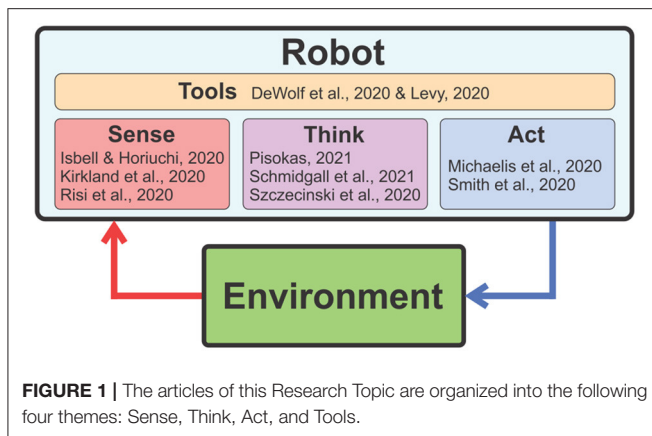 Robot
Tools DeWolf et al., 2020 & Levy, 2020
Sense
Isbell & Horiuchi, 2020
Kirkland et al., 2020
Risi et al., 2020
Think
Pisokas, 2021
Schmidgall et al., 2021
Szczecinski et al., 2020
Act
Michaelis et al., 2020
Smith et al., 2020
Environment
FIGURE 1 | The articles of this Research Topic are organized into the following
four themes: Sense, Think, Act, and Tools.